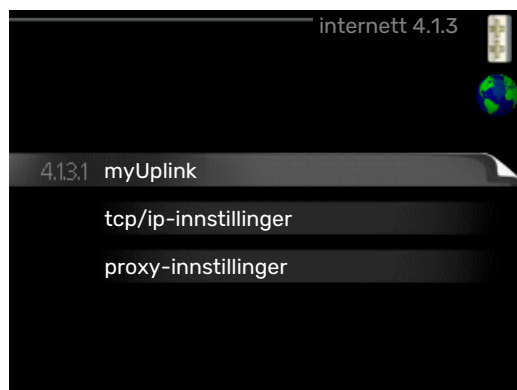 internett 4.1.3
4.1.3.1 myUplink
tcp/ip-innstillinger
proxy-innstillinger